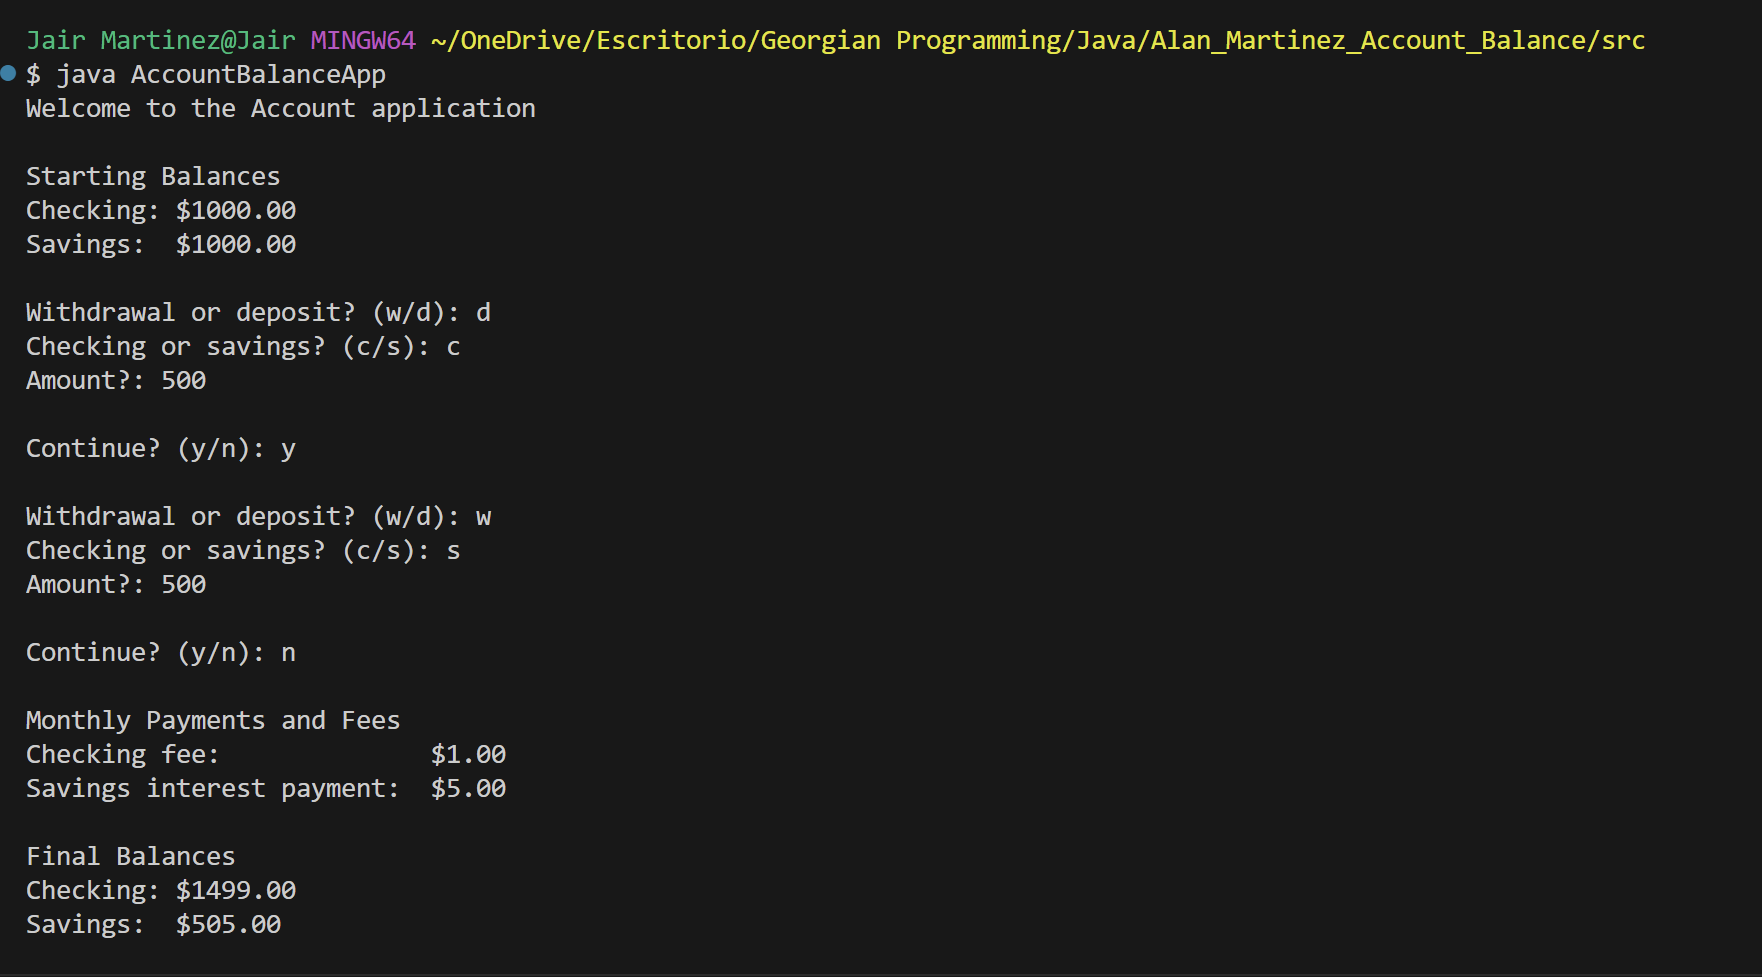 Jair Martinez@Jair MINGW64 ~/OneDrive/Escritorio/Georgian Programming/Java/Alan_Martinez_Account_Balance/src
$ java AccountBalanceApp
Welcome to the Account application

Starting Balances
Checking: $1000.00
Savings:  $1000.00

Withdrawal or deposit? (w/d): d
Checking or savings? (c/s): c
Amount?: 500

Continue? (y/n): y

Withdrawal or deposit? (w/d): w
Checking or savings? (c/s): s
Amount?: 500

Continue? (y/n): n

Monthly Payments and Fees
Checking fee:              $1.00
Savings interest payment:  $5.00

Final Balances
Checking: $1499.00
Savings:  $505.00